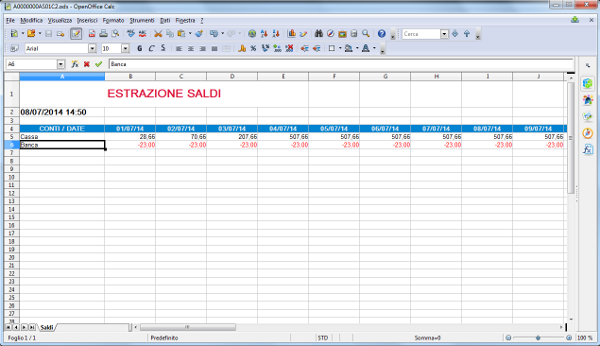 A0000000AS01C2.ods - OpenOffice Calc
File Modifica Visualizza Inserisci Formato Strumenti Dati Finestra ?
Cerca
Arial 10 G C S
A6 Banca
A B C D E F G H I J
1 ESTRAZIONE SALDI
2 08/07/2014 14:50
3
4 CONTI / DATE 01/07/14 02/07/14 03/07/14 04/07/14 05/07/14 06/07/14 07/07/14 08/07/14 09/07/14
5 Cassa 28,66 70,66 207,66 507,66 507,66 507,66 507,66 507,66 507,66
6 Banca -23,00 -23,00 -23,00 -23,00 -23,00 -23,00 -23,00 -23,00 -23,00
7
8
9
10
11
12
13
14
15
16
17
18
19
20
21
22
23
24
25
26
27
28
Saldi
Foglio 1 / 1 Predefinito STD Somma=0 100 %